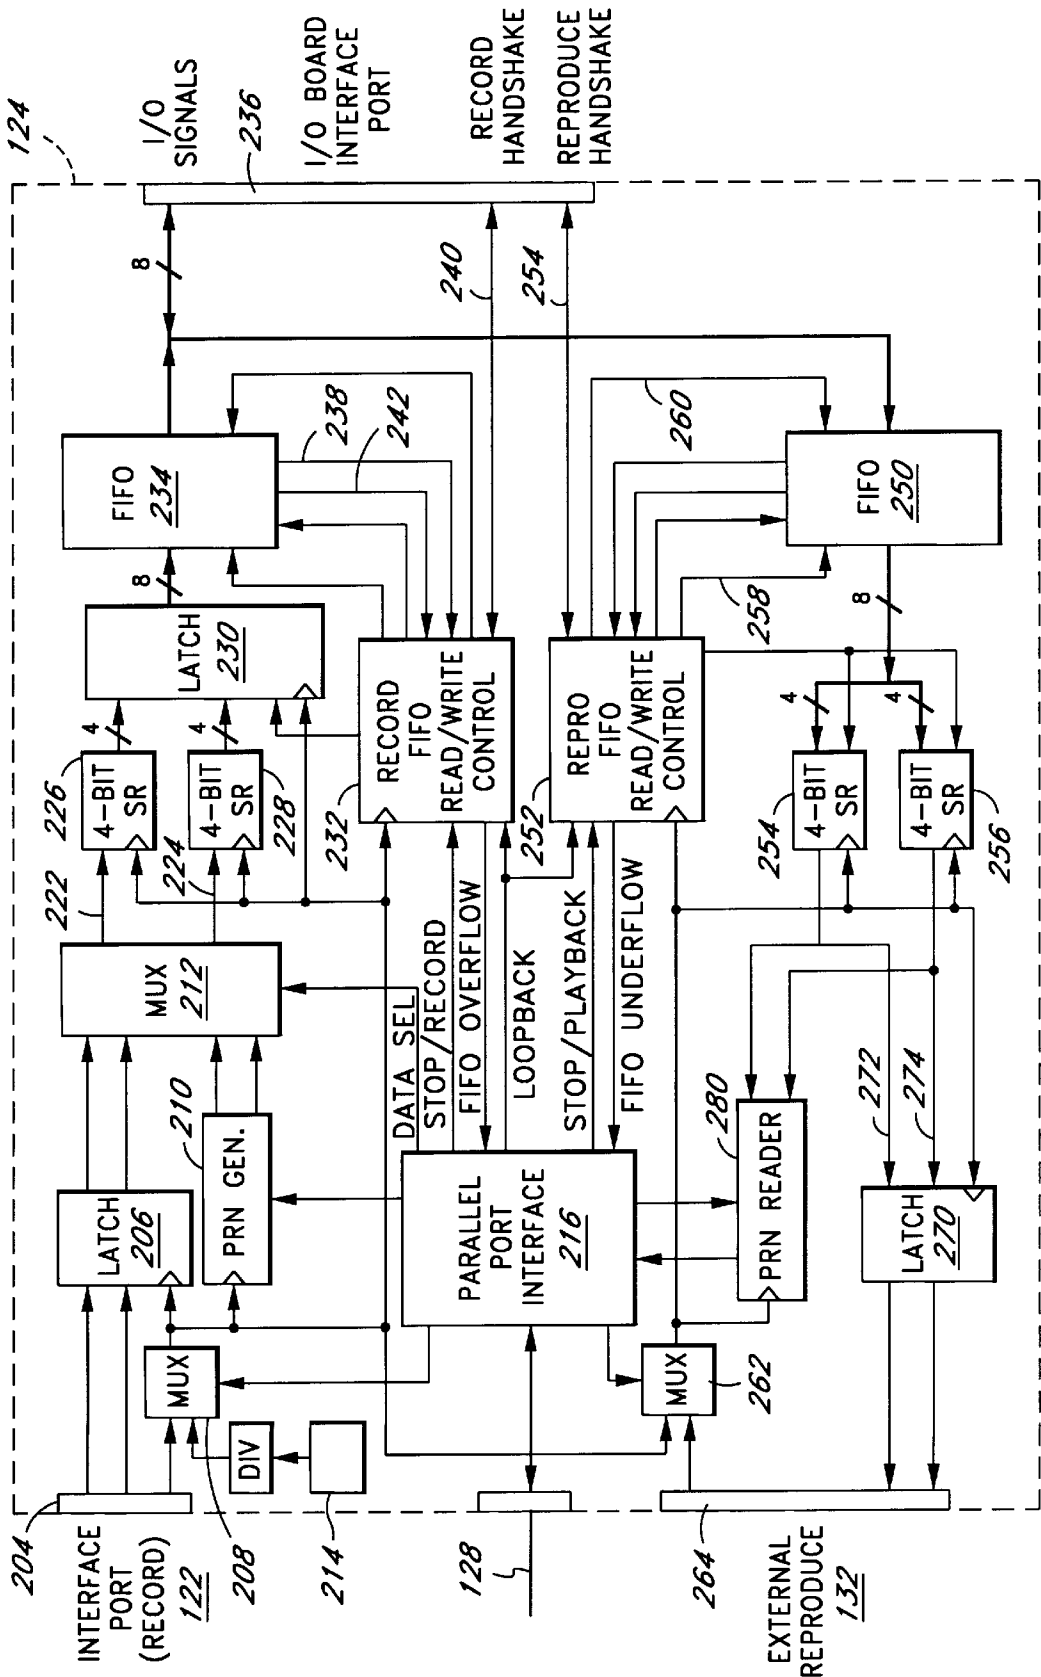 124
I/O
SIGNALS
236
I/O BOARD
INTERFACE
PORT
RECORD
HANDSHAKE
REPRODUCE
HANDSHAKE
8
240
254
FIFO
234
238
242
260
FIFO
250
8
258
8
LATCH
230
4
4
226
4-BIT
SR
4-BIT
SR
228
224
222
232
RECORD
FIFO
READ/WRITE
CONTROL
252
REPRO
FIFO
READ/WRITE
CONTROL
4
4
254
4-BIT
SR
4-BIT
SR
256
MUX
212
DATA SEL
STOP/RECORD
FIFO OVERFLOW
LOOPBACK
STOP/PLAYBACK
FIFO UNDERFLOW
210
280
272
274
LATCH
206
PRN GEN.
PARALLEL
PORT
INTERFACE
216
PRN READER
LATCH
270
MUX
MUX
262
DIV
204
INTERFACE
PORT
(RECORD)
122
208
214
128
264
EXTERNAL
REPRODUCE
132